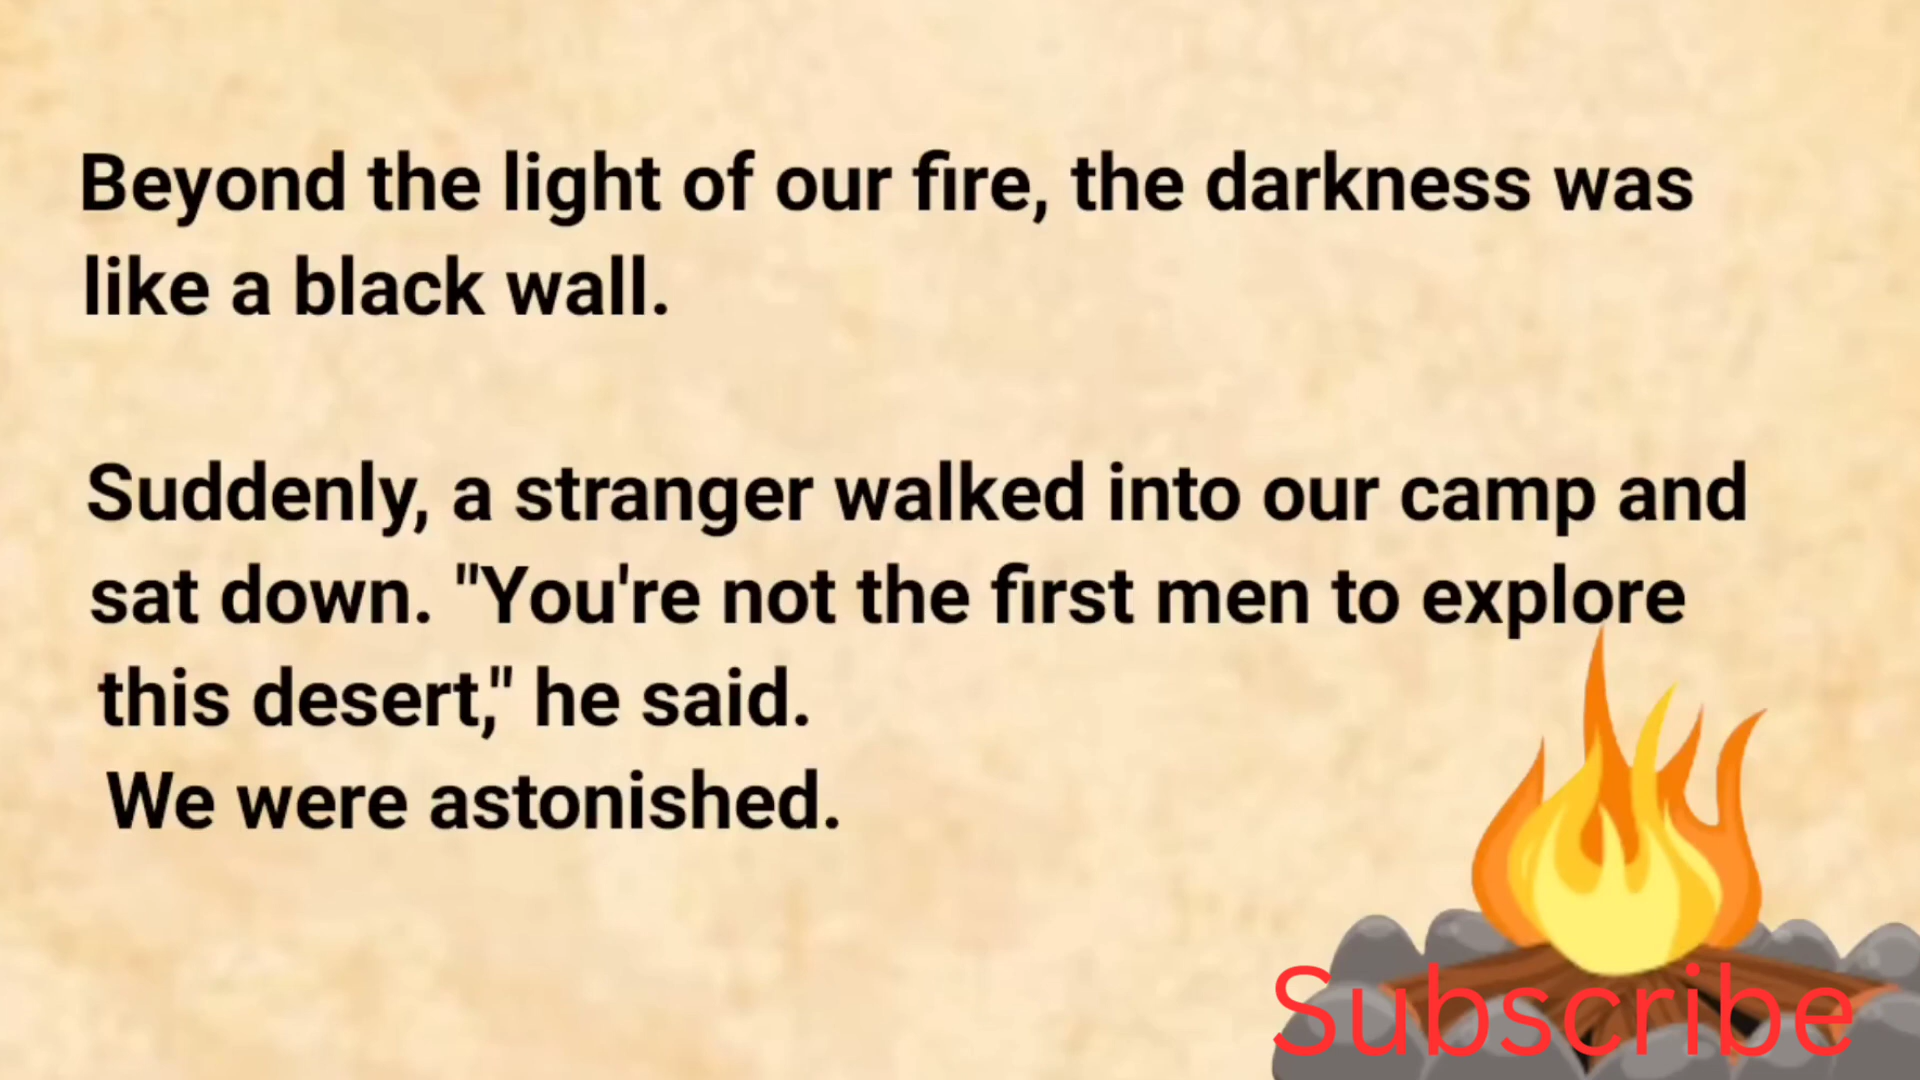 Beyond the light of our fire, the darkness was
like a black wall.
Suddenly, a stranger walked into our camp and
sat down. "You're not the first men to explore
this desert," he said.
We were astonished.
Subscribe